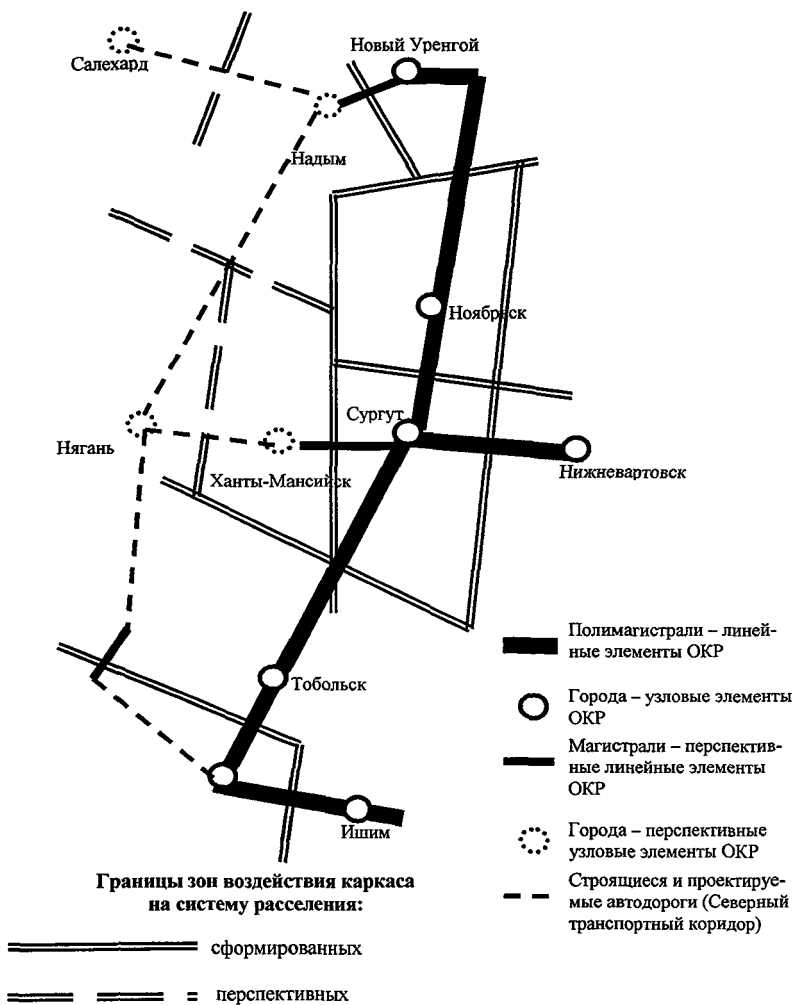 Новый Уренгой
Салехард
Надым
Ноябрьск
Сургут
Нягань
Ханты-Мансийск
Нижневартовск
Тобольск
Ишим
Полимагистрали – линей-
ные элементы ОКР
Города – узловые элементы
ОКР
Магистрали – перспектив-
ные линейные элементы
ОКР
Города – перспективные
узловые элементы ОКР
Строящиеся и проектируе-
мые автодороги (Северный
транспортный коридор)
Границы зон воздействия каркаса
на систему расселения:
сформированных
перспективных